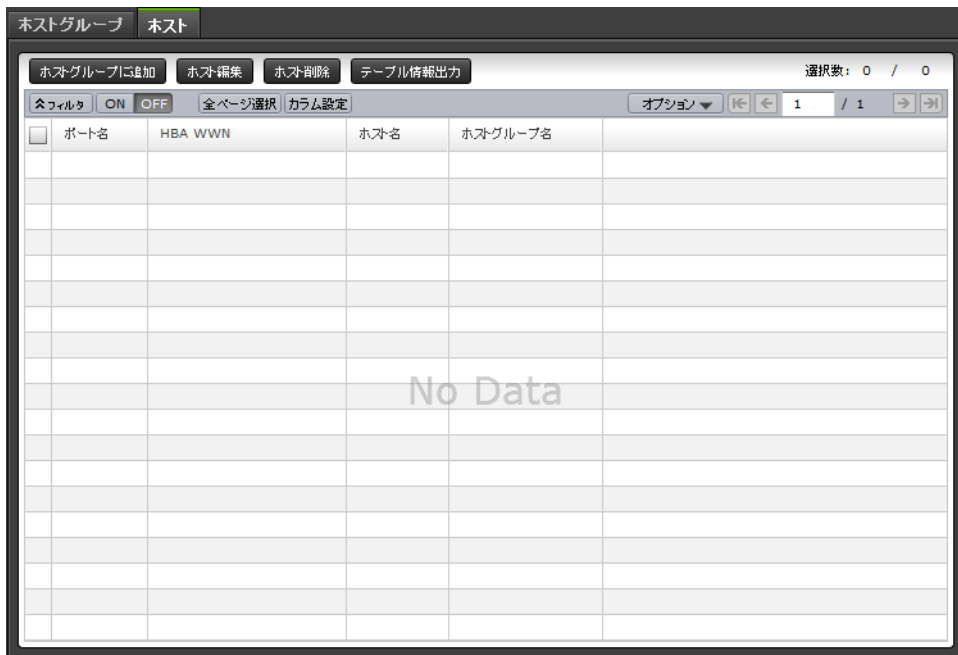 ホストグループ ホスト
ホストグループに追加 ホスト編集 ホスト削除 テーブル情報出力 選択数: 0 / 0
フィルタ ON OFF 全ページ選択 カラム設定 オプション 1 / 1
ポート名 HBA WWN ホスト名 ホストグループ名
No Data